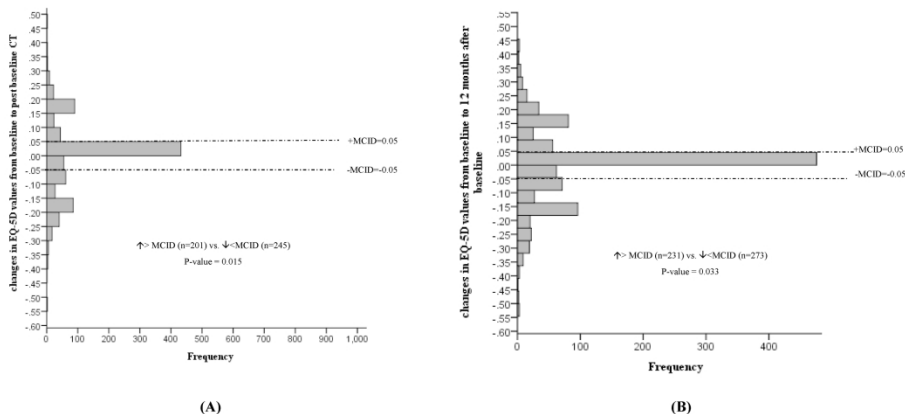 changes in EQ-5D values from baseline to post baseline CT
.50
.45
.40
.35
.30
.25
.20
.15
.10
.05
.00
-.05
-.10
-.15
-.20
-.25
-.30
-.35
-.40
-.45
-.50
-.55
-.60
+MCID=0.05
-MCID=-0.05
↑> MCID (n=201) vs. ↓<MCID (n=245)
P-value = 0.015
0 100 200 300 400 500 600 700 800 900 1,000
Frequency
(A)
changes in EQ-5D values from baseline to 12 months after
baseline
.55
.50
.45
.40
.35
.30
.25
.20
.15
.10
.05
.00
-.05
-.10
-.15
-.20
-.25
-.30
-.35
-.40
-.45
-.50
-.55
-.60
+MCID=0.05
-MCID=-0.05
↑> MCID (n=231) vs. ↓<MCID (n=273)
P-value = 0.033
0 100 200 300 400
Frequency
(B)